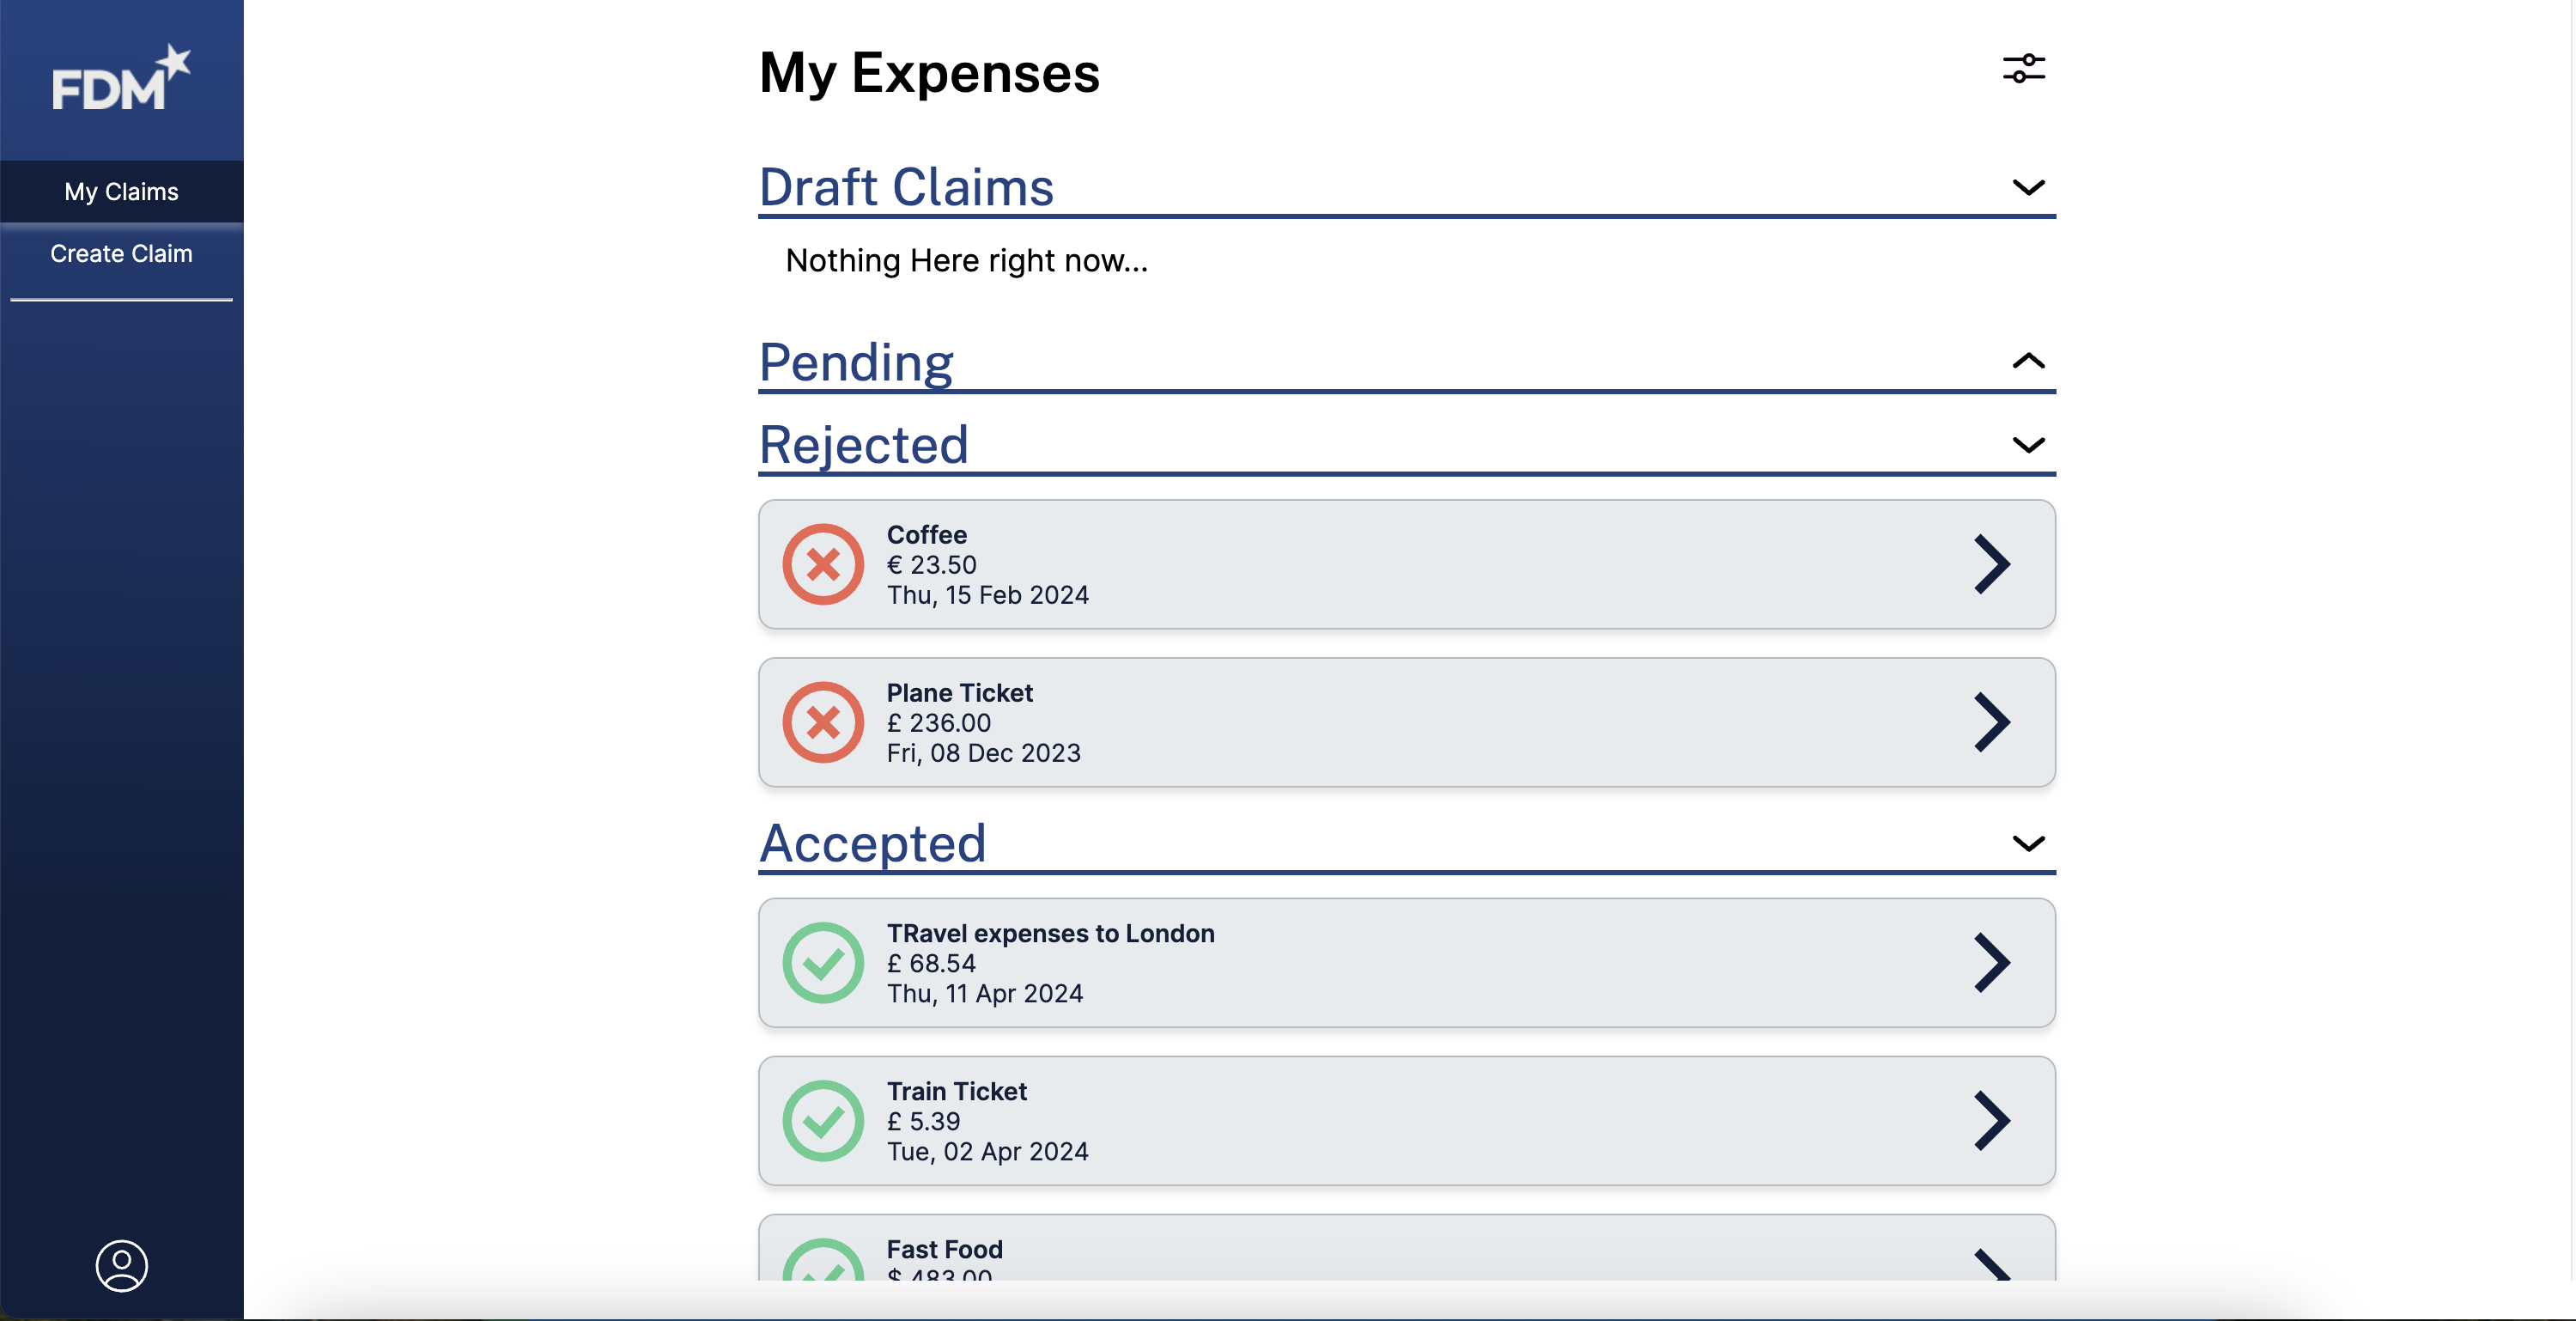 FDM
My Claims
Create Claim
My Expenses
Draft Claims
Nothing Here right now...
Pending
Rejected
Coffee
€ 23.50
Thu, 15 Feb 2024
Plane Ticket
£ 236.00
Fri, 08 Dec 2023
Accepted
TRavel expenses to London
£ 68.54
Thu, 11 Apr 2024
Train Ticket
£ 5.39
Tue, 02 Apr 2024
Fast Food
$ 483.00